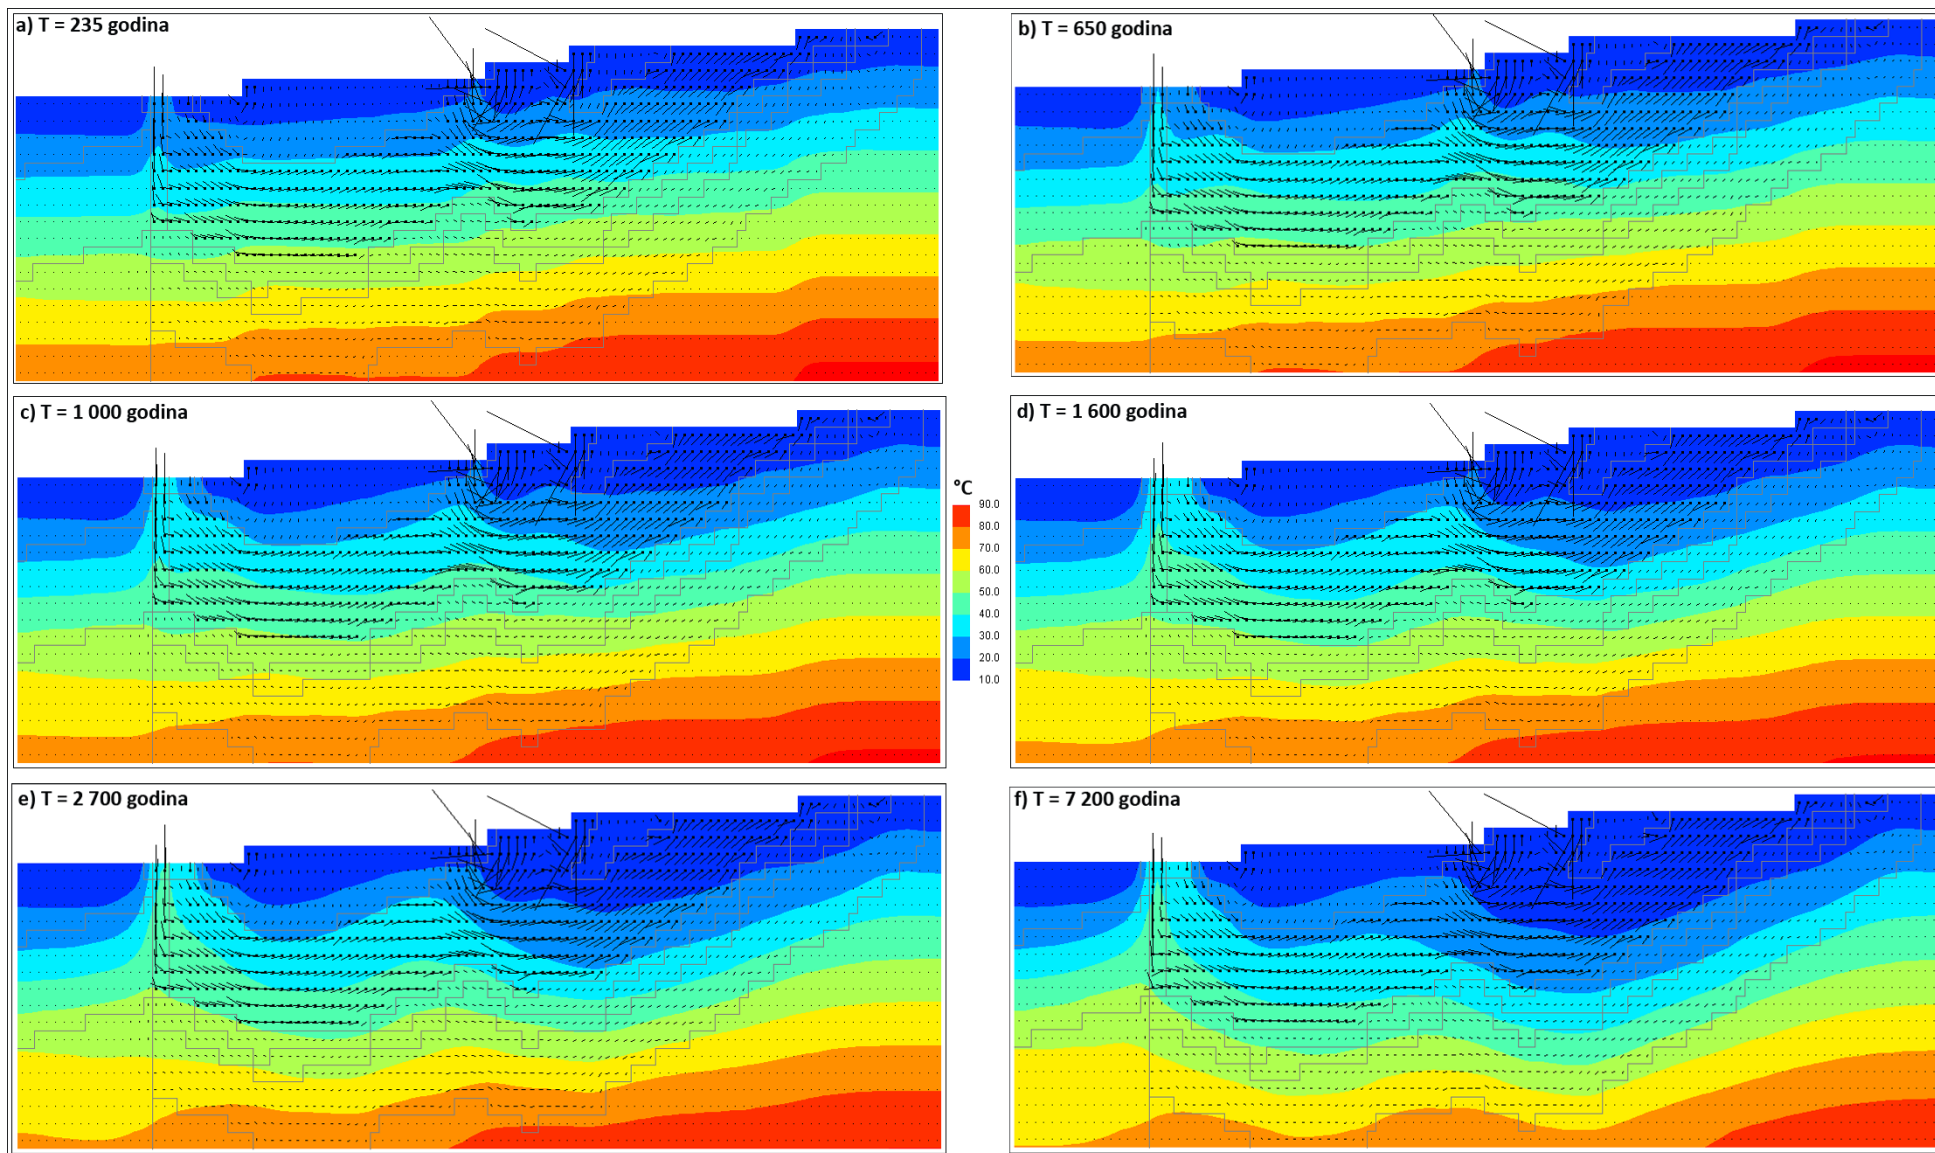 a) T = 235 godina
b) T = 650 godina
c) T = 1 000 godina
d) T = 1 600 godina
°C
90.0
80.0
70.0
60.0
50.0
40.0
30.0
20.0
10.0
e) T = 2 700 godina
f) T = 7 200 godina